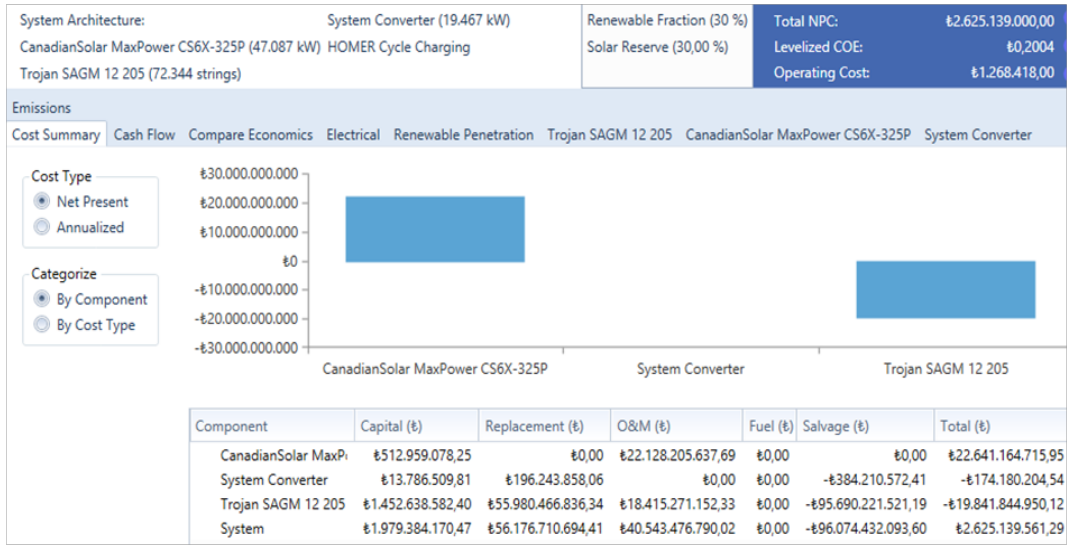 System Architecture: System Converter (19.467 kW) Renewable Fraction (30 %) Total NPC: ₺2.625.139.000,00
CanadianSolar MaxPower CS6X-325P (47.087 kW) HOMER Cycle Charging Solar Reserve (30,00 %) Levelized COE: ₺0,2004
Trojan SAGM 12 205 (72.344 strings) Operating Cost: ₺1.268.418,00
Emissions
Cost Summary Cash Flow Compare Economics Electrical Renewable Penetration Trojan SAGM 12 205 CanadianSolar MaxPower CS6X-325P System Converter
Cost Type
Net Present
Annualized
Categorize
By Component
By Cost Type
₺30.000.000.000
₺20.000.000.000
₺10.000.000.000
₺0
-₺10.000.000.000
-₺20.000.000.000
-₺30.000.000.000
CanadianSolar MaxPower CS6X-325P System Converter Trojan SAGM 12 205
Component Capital (₺) Replacement (₺) O&M (₺) Fuel (₺) Salvage (₺) Total (₺)
CanadianSolar MaxP ₺512.959.078,25 ₺0,00 ₺22.128.205.637,69 ₺0,00 ₺0,00 ₺22.641.164.715,95
System Converter ₺13.786.509,81 ₺196.243.858,06 ₺0,00 ₺0,00 -₺384.210.572,41 -₺174.180.204,54
Trojan SAGM 12 205 ₺1.452.638.582,40 ₺55.980.466.836,34 ₺18.415.271.152,33 ₺0,00 -₺95.690.221.521,19 -₺19.841.844.950,12
System ₺1.979.384.170,47 ₺56.176.710.694,41 ₺40.543.476.790,02 ₺0,00 -₺96.074.432.093,60 ₺2.625.139.561,29